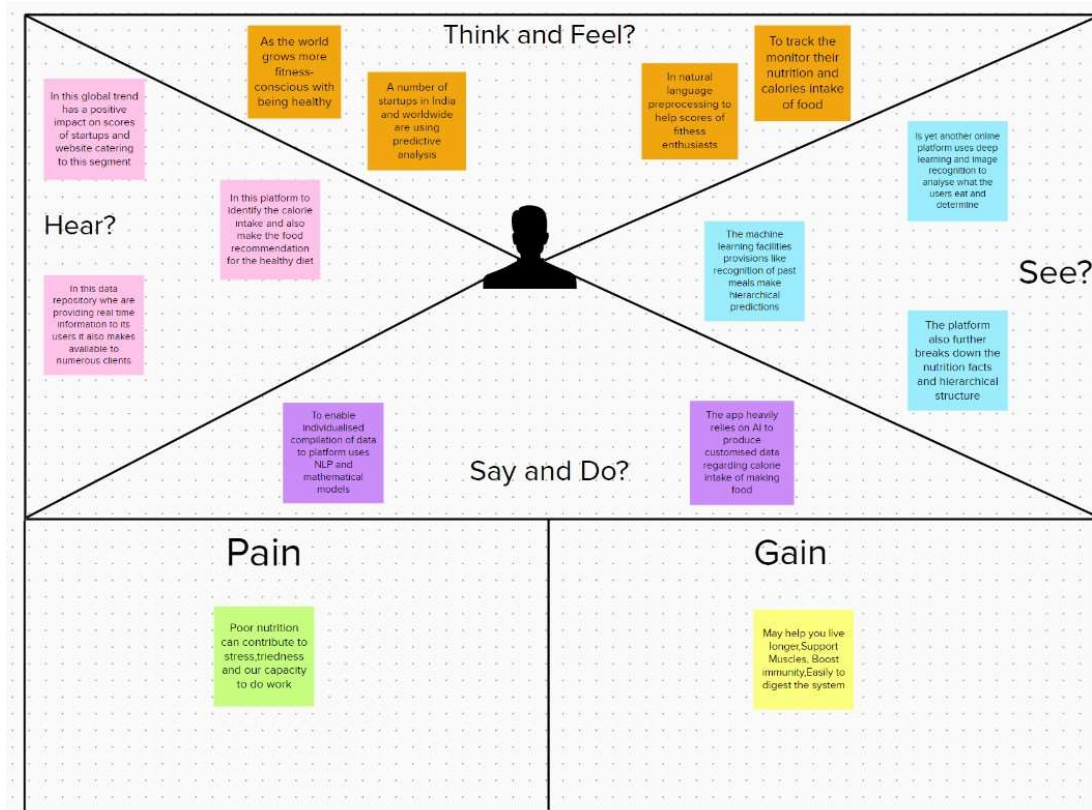 Think and Feel?
As the world
grows more
fitness-
conscious with
being healthy
A number of
startups in India
and worldwide
are using
predictive
analysis
In natural
language
preprocessing to
help scores of
fithess
enthusiasts
To track the
monitor their
nutrition and
calories intake
of food
Hear?
In this global trend
has a positive
impact on scores
of startups and
website catering
to this segment
In this platform to
identify the calorie
intake and also
make the food
recommendation
for the healthy diet
In this data
repository whe are
providing real time
information to its
users it also makes
available to
numerous clients
See?
Is yet another online
platform uses deep
learning and image
recognition to
analyse what the
users eat and
determine
The machine
learning facilities
provisions like
recognition of past
meals make
hierarchical
predictions
The platform
also further
breaks down the
nutrition facts
and hierarchical
structure
Say and Do?
To enable
individualised
compilation of data
to platform uses
NLP and
mathematical
models
The app heavily
relies on AI to
produce
customised data
regarding calorie
intake of making
food
Pain
Poor nutrition
can contribute to
stress,triedness
and our capacity
to do work
Gain
May help you live
longer,Support
Muscles, Boost
immunity,Easily to
digest the system